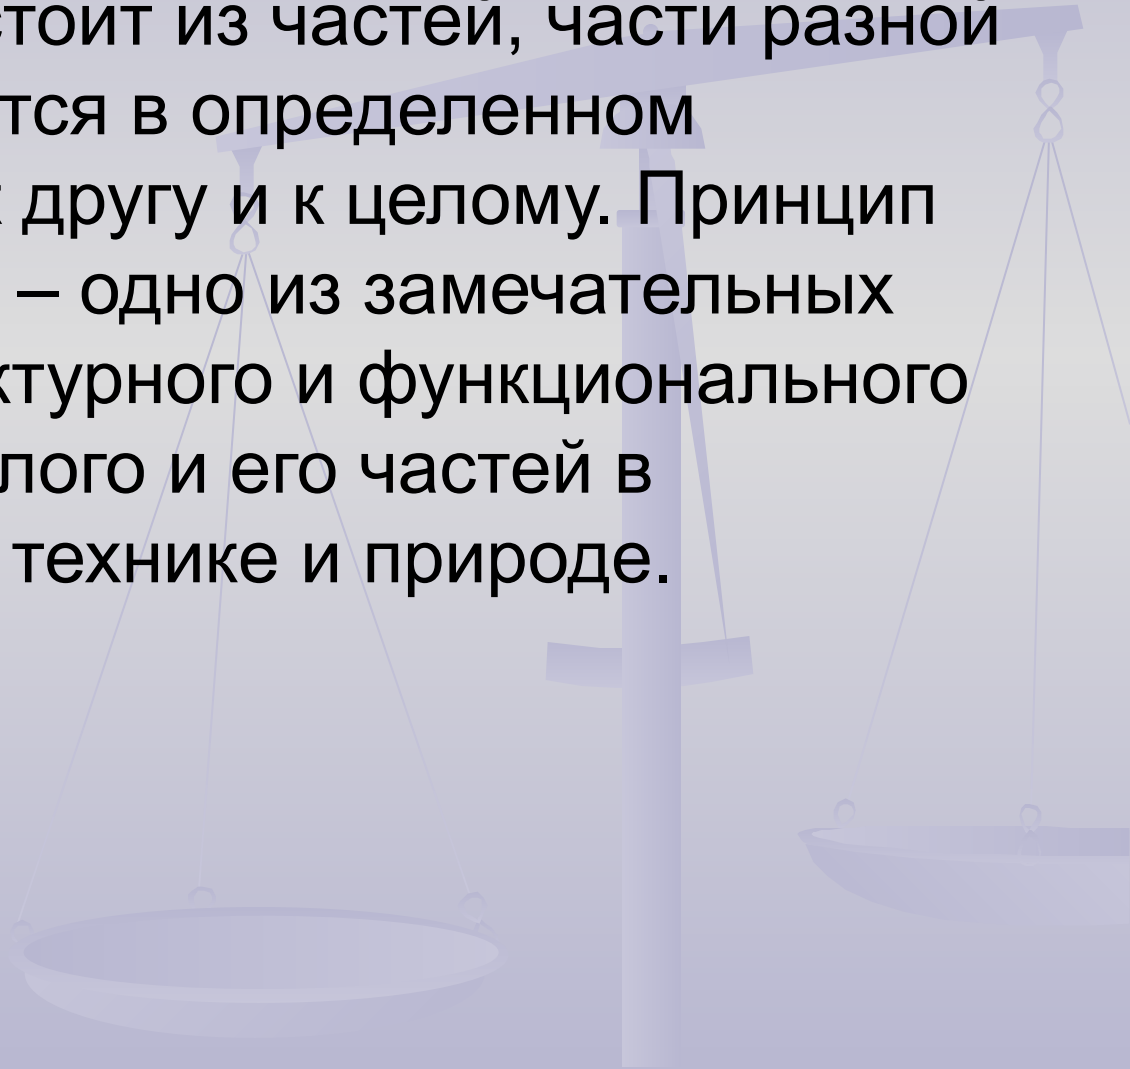 стоит из частей, части разной
тся в определенном
другу и к целому. Принцип
– одно из замечательных
ктурного и функционального
лого и его частей в
технике и природе.